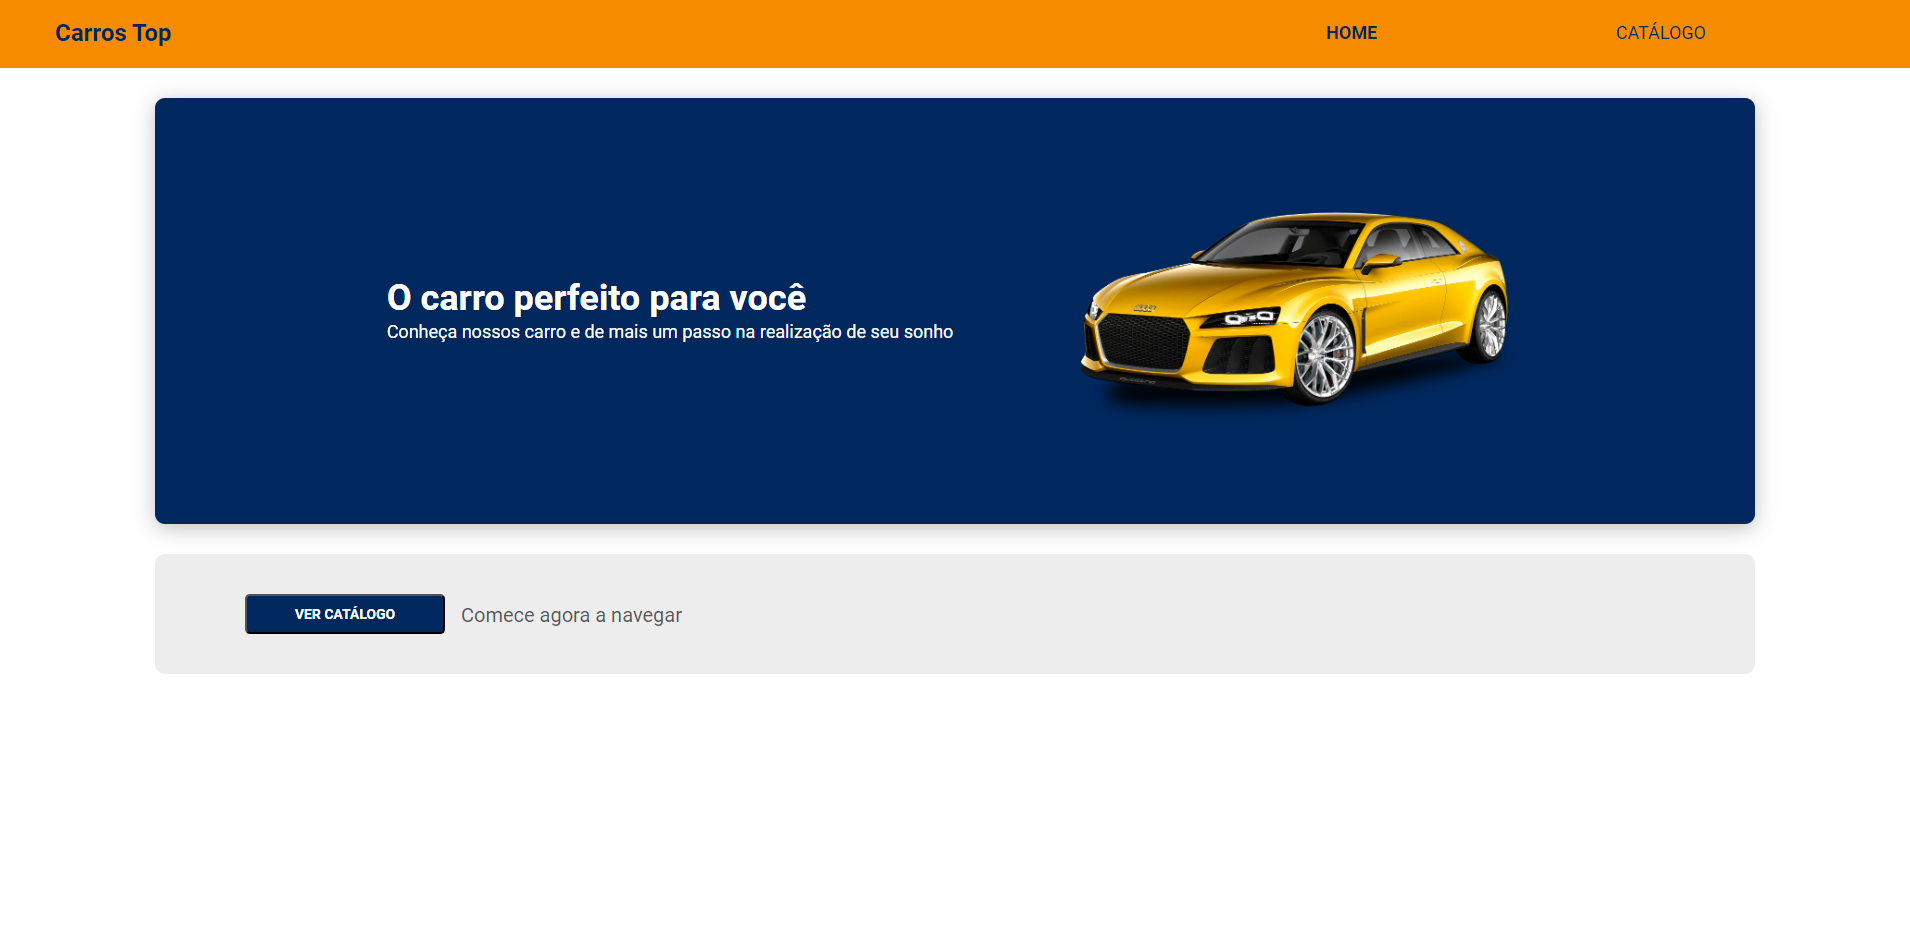 Carros Top
HOME
CATÁLOGO
O carro perfeito para você
Conheça nossos carro e de mais um passo na realização de seu sonho
VER CATÁLOGO
Comece agora a navegar